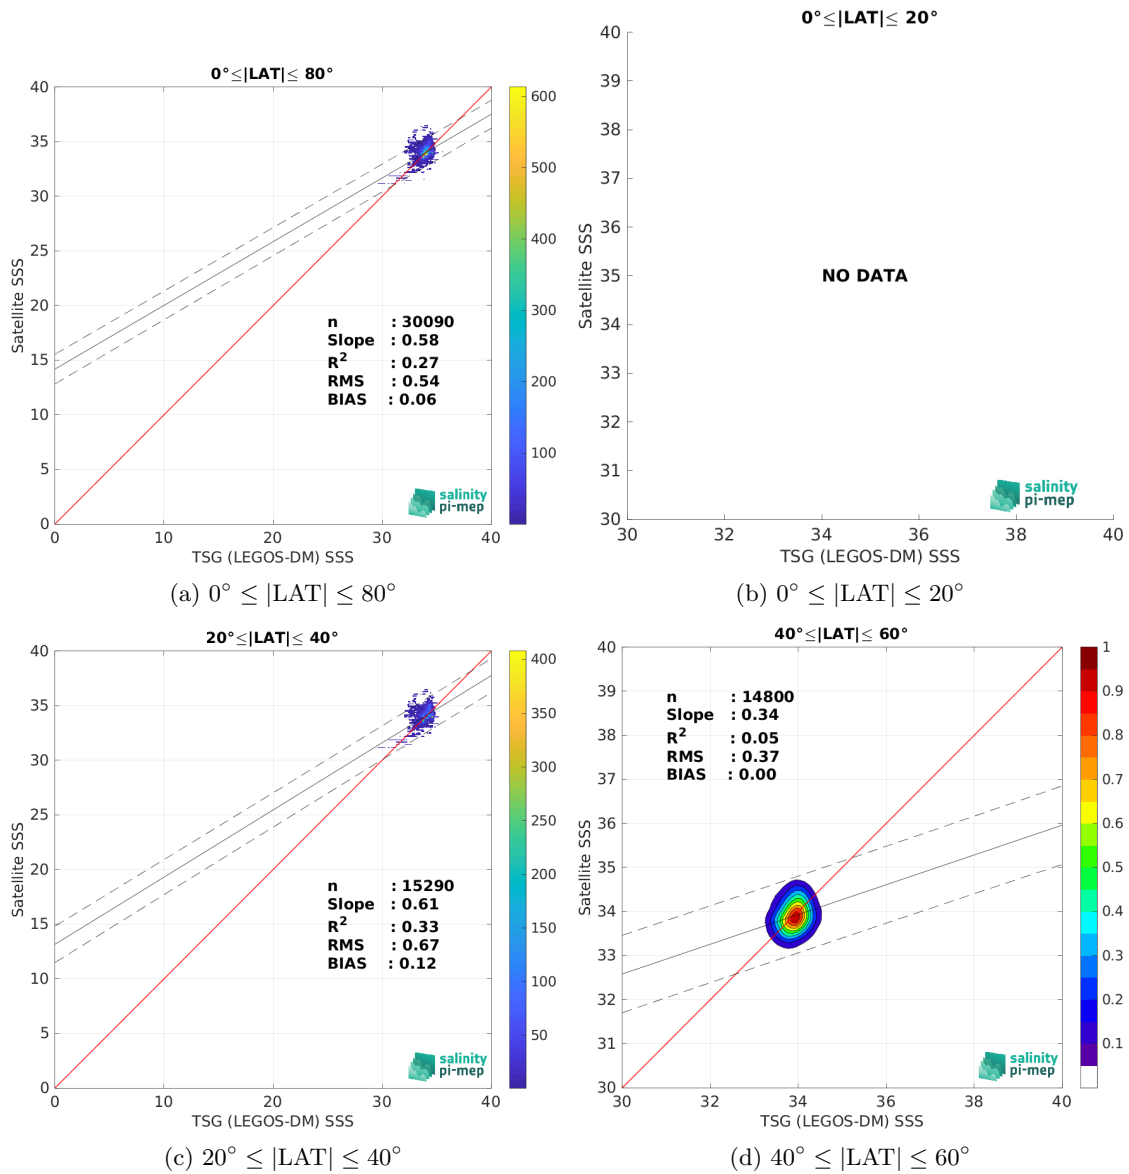 0°≤|LAT|≤ 80°
40
35
30
25
20
15
10
5
0
Satellite SSS
n : 30090
Slope : 0.58
R2 : 0.27
RMS : 0.54
BIAS : 0.06
salinity
pi-mep
0 10 20 30 40
TSG (LEGOS-DM) SSS
600
500
400
300
200
100
(a) 0° ≤ |LAT| ≤ 80°
0°≤|LAT|≤ 20°
40
39
38
37
36
35
34
33
32
31
30
Satellite SSS
NO DATA
salinity
pi-mep
30 32 34 36 38 40
TSG (LEGOS-DM) SSS
(b) 0° ≤ |LAT| ≤ 20°
20°≤|LAT|≤ 40°
40
35
30
25
20
15
10
5
0
Satellite SSS
n : 15290
Slope : 0.61
R2 : 0.33
RMS : 0.67
BIAS : 0.12
salinity
pi-mep
0 10 20 30 40
TSG (LEGOS-DM) SSS
400
350
300
250
200
150
100
50
(c) 20° ≤ |LAT| ≤ 40°
40°≤|LAT|≤ 60°
40
39
38
37
36
35
34
33
32
31
30
Satellite SSS
n : 14800
Slope : 0.34
R2 : 0.05
RMS : 0.37
BIAS : 0.00
salinity
pi-mep
30 32 34 36 38 40
TSG (LEGOS-DM) SSS
1
0.9
0.8
0.7
0.6
0.5
0.4
0.3
0.2
0.1
(d) 40° ≤ |LAT| ≤ 60°